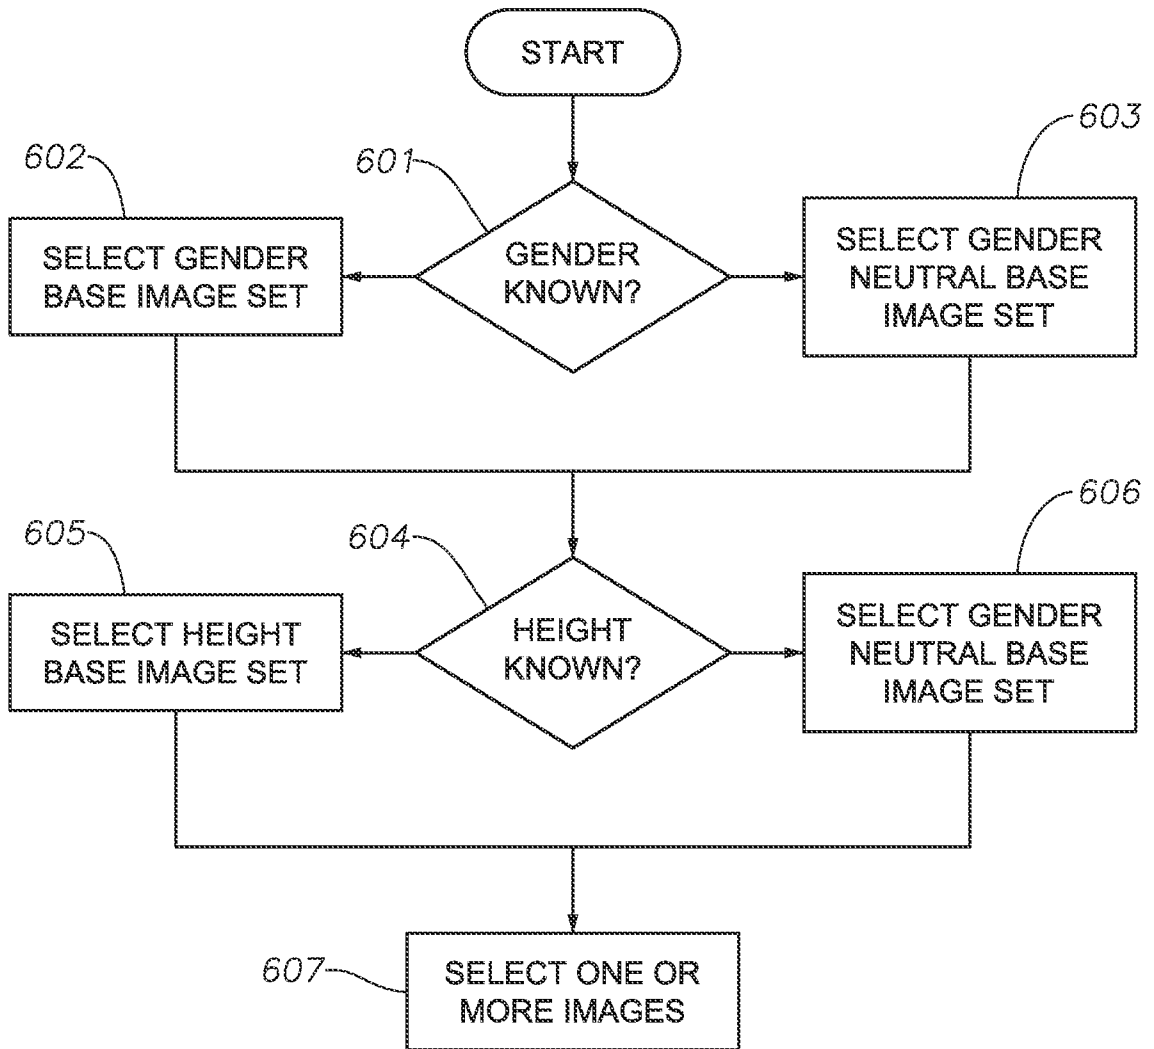 START
603
602
601
SELECT GENDER
BASE IMAGE SET
GENDER
KNOWN?
SELECT GENDER
NEUTRAL BASE
IMAGE SET
606
605
604
SELECT HEIGHT
BASE IMAGE SET
HEIGHT
KNOWN?
SELECT GENDER
NEUTRAL BASE
IMAGE SET
607
SELECT ONE OR
MORE IMAGES